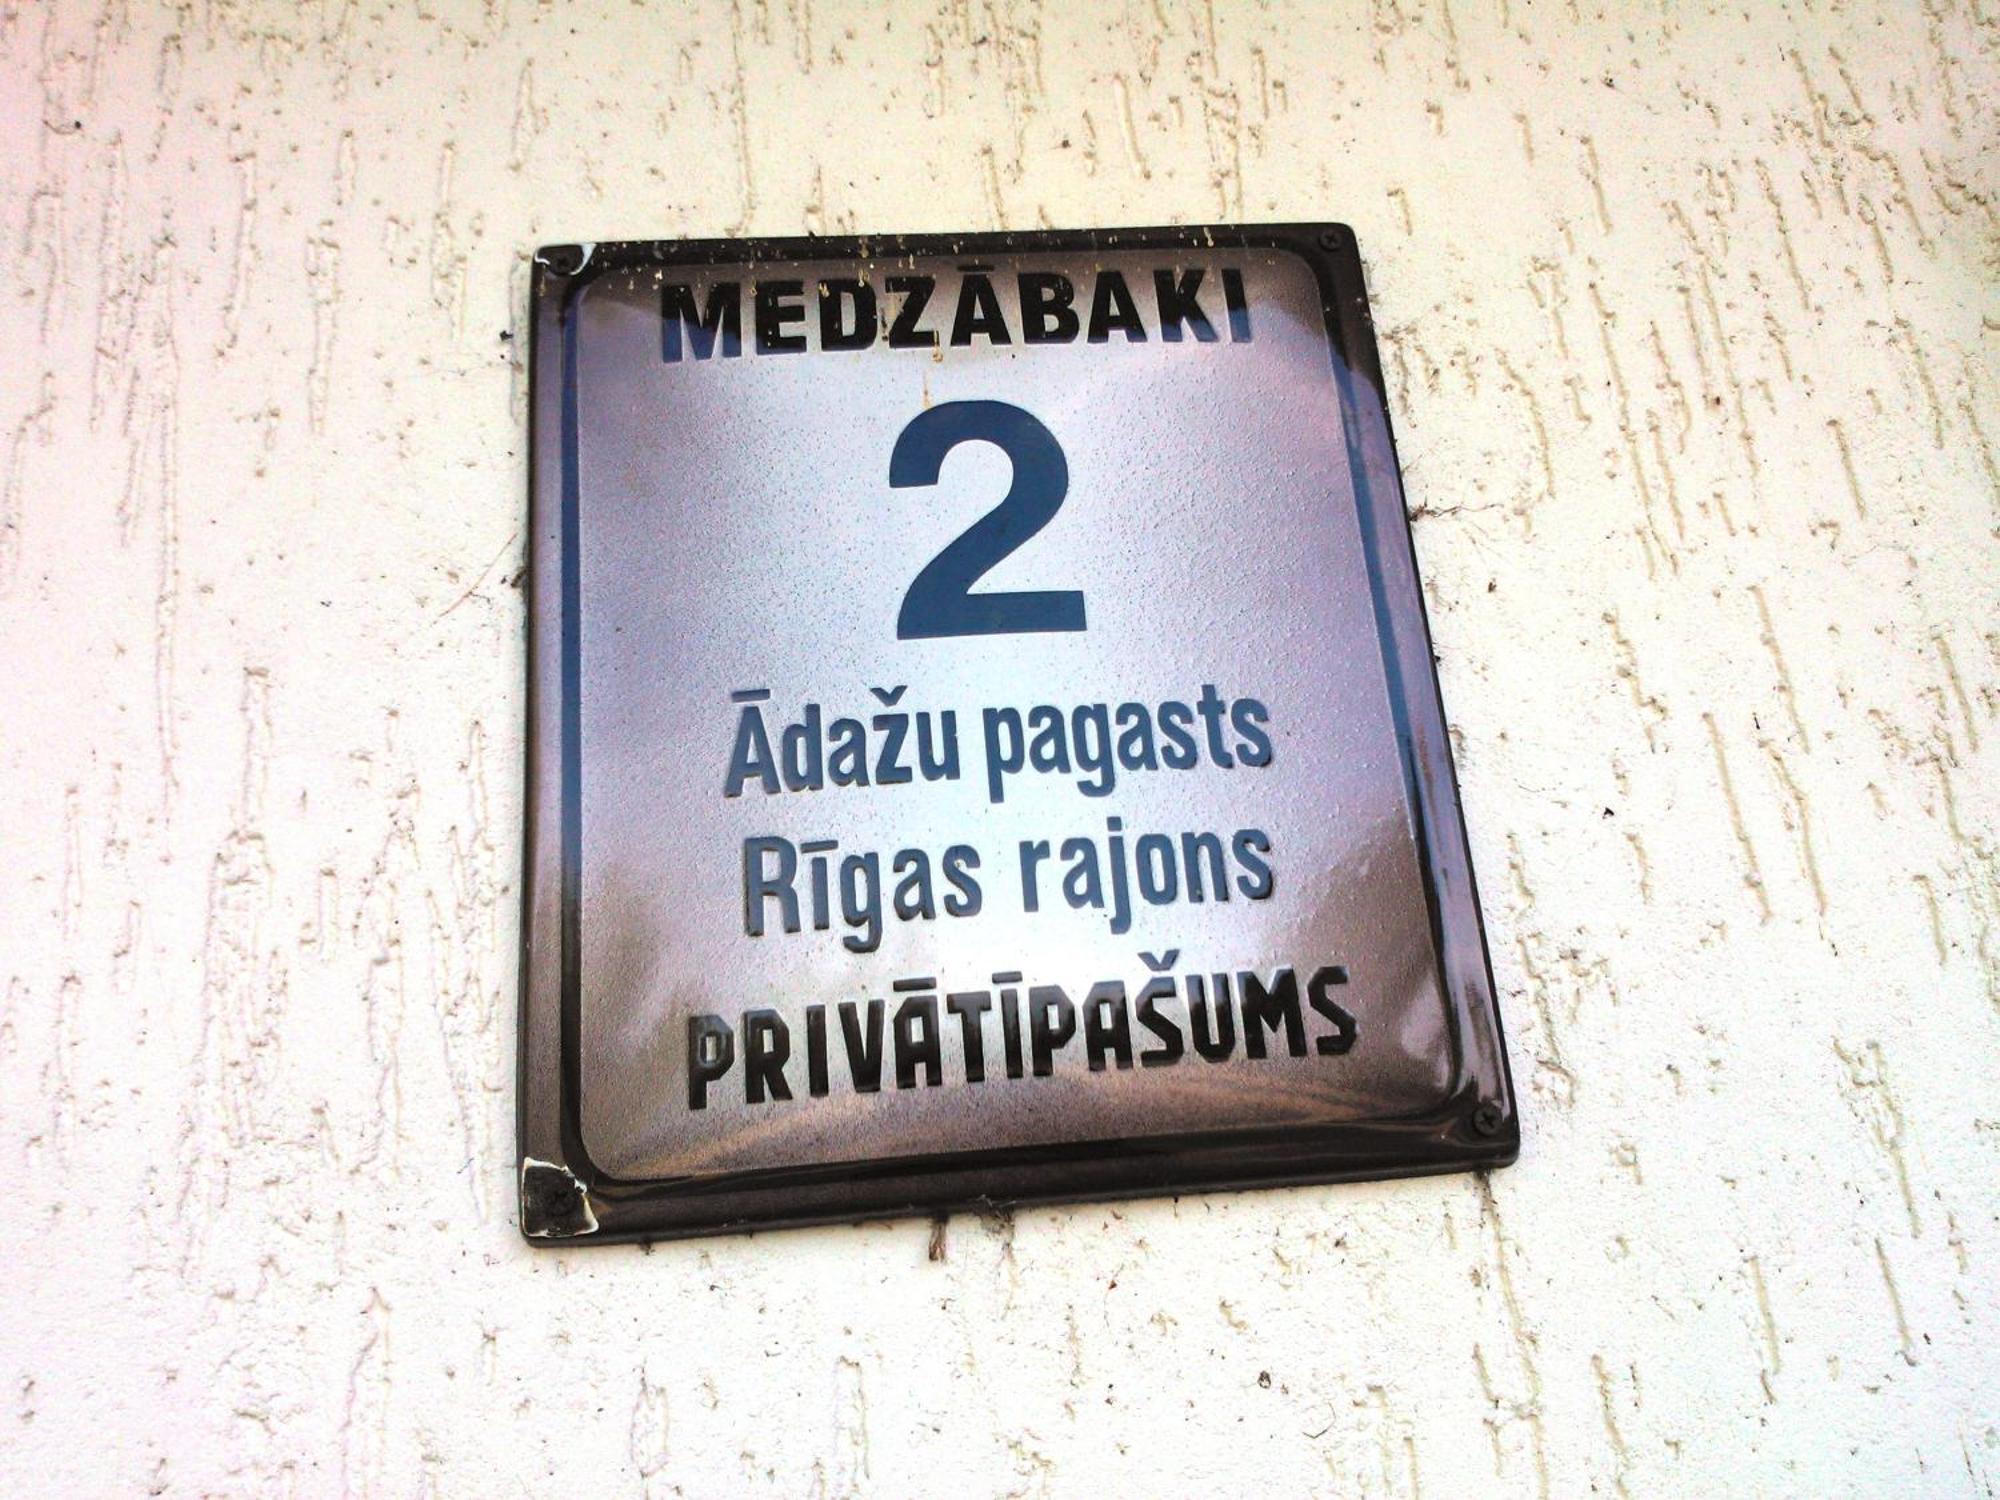 MEDZĀBAKI
2
Ādažu pagasts
Rīgas rajons
PRIVĀTĪPAŠUMS